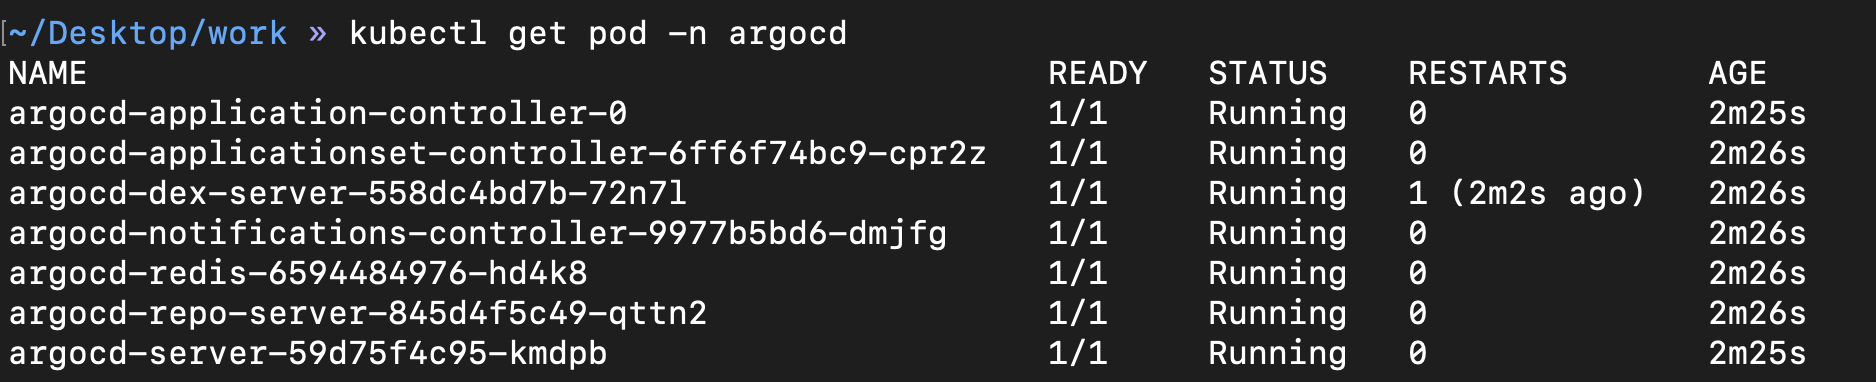 [~/Desktop/work » kubectl get pod -n argocd
NAME READY STATUS RESTARTS AGE
argocd-application-controller-0 1/1 Running 0 2m25s
argocd-applicationset-controller-6ff6f74bc9-cpr2z 1/1 Running 0 2m26s
argocd-dex-server-558dc4bd7b-72n7l 1/1 Running 1 (2m2s ago) 2m26s
argocd-notifications-controller-9977b5bd6-dmjfg 1/1 Running 0 2m26s
argocd-redis-6594484976-hd4k8 1/1 Running 0 2m26s
argocd-repo-server-845d4f5c49-qttn2 1/1 Running 0 2m26s
argocd-server-59d75f4c95-kmdpb 1/1 Running 0 2m25s